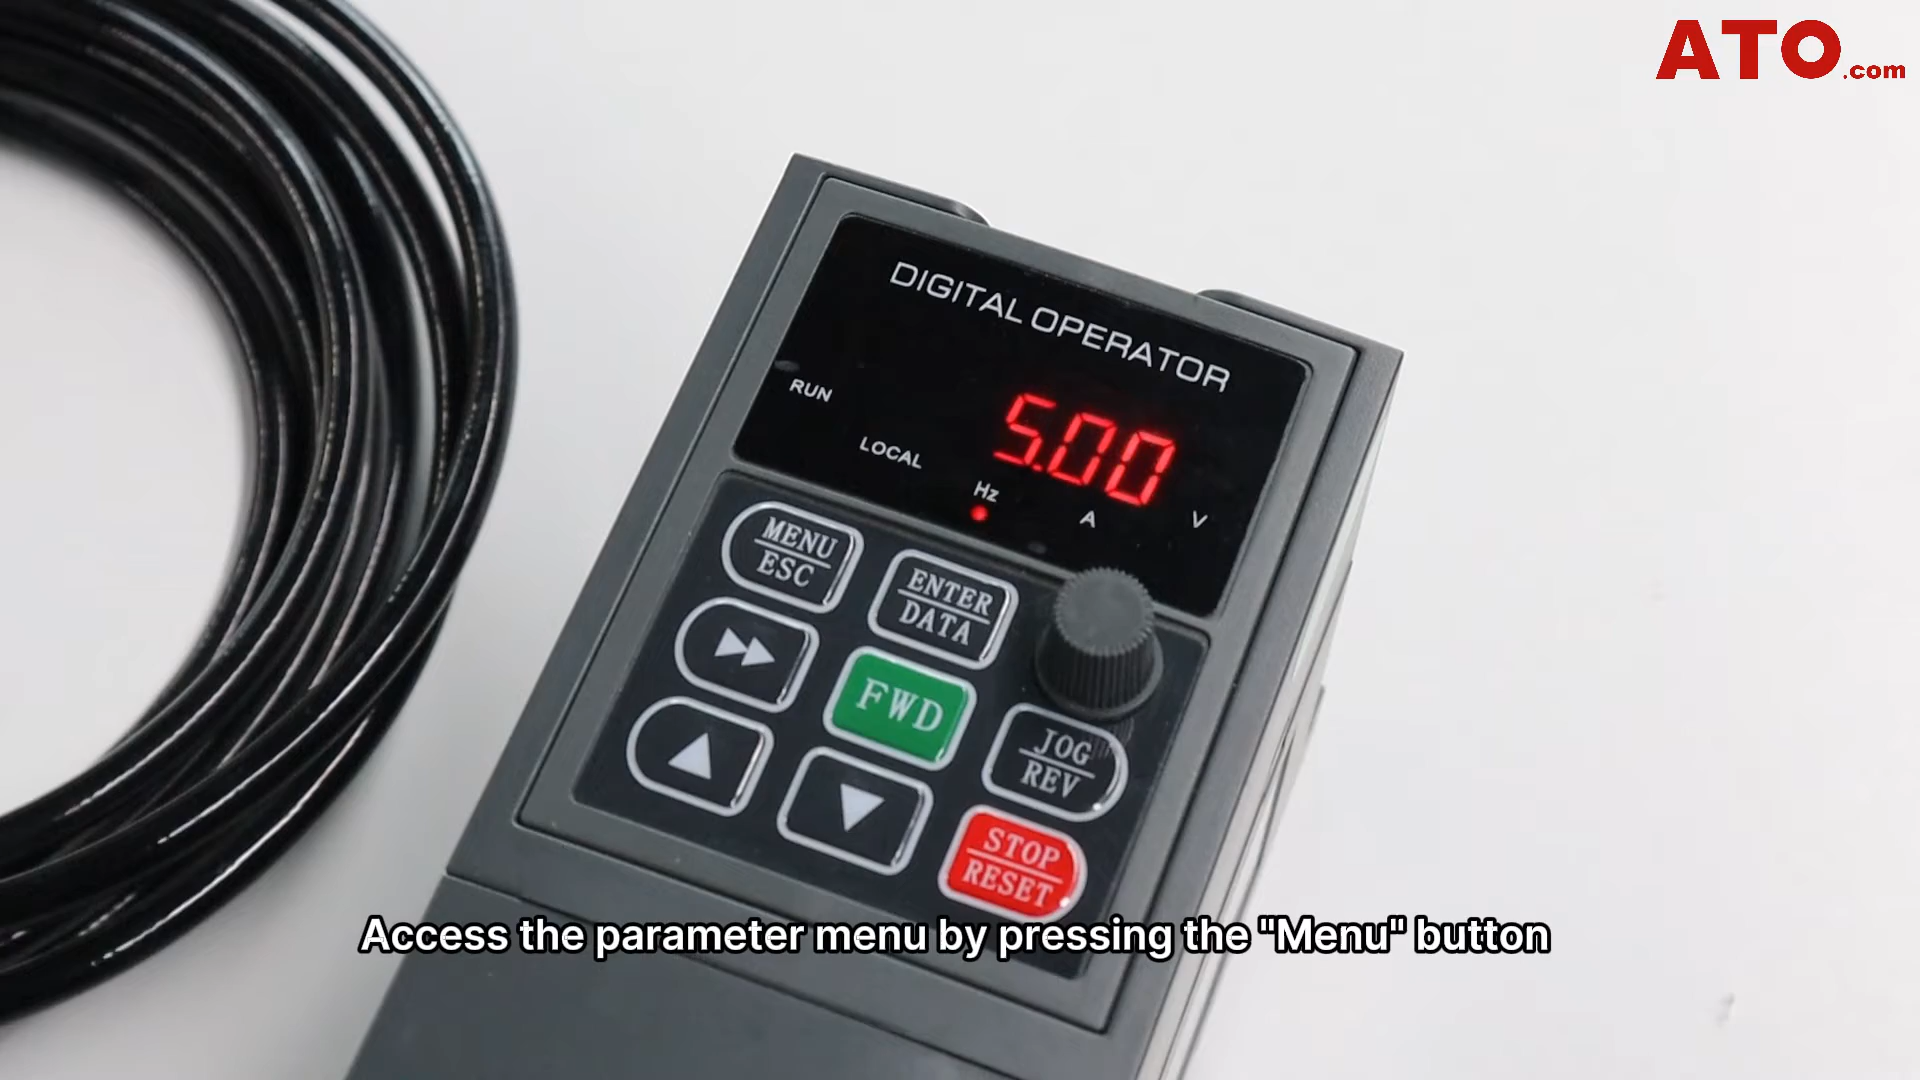 ATO.com
DIGITAL OPERATOR
RUN
5.00
LOCAL
Hz
A
V
MENU
ESC
ENTER
DATA
FWD
JOG
REV
STOP
RESET
Access the parameter menu by pressing the "Menu" button